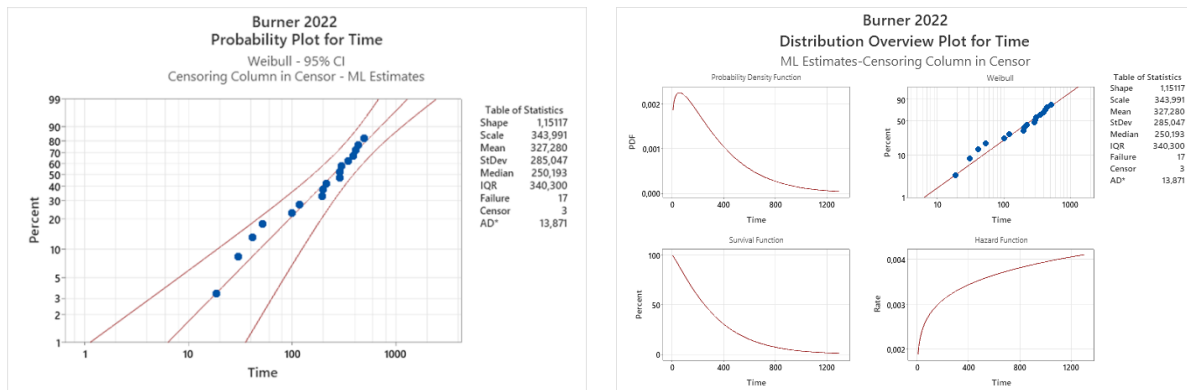 Burner 2022
Probability Plot for Time
Weibull - 95% CI
Censoring Column in Censor - ML Estimates
99
90
80
70
60
50
40
30
20
10
5
3
2
1
Percent
1
10
100
1000
Time
Table of Statistics
Shape 1,15117
Scale 343,991
Mean 327,280
StDev 285,047
Median 250,193
IQR 340,300
Failure 17
Censor 3
AD* 13,871
Burner 2022
Distribution Overview Plot for Time
ML Estimates-Censoring Column in Censor
Probability Density Function
0,002
0,001
0,000
PDF
0
400
800
1200
Time
Weibull
90
50
10
1
Percent
10
100
1000
Time
Table of Statistics
Shape 1,15117
Scale 343,991
Mean 327,280
StDev 285,047
Median 250,193
IQR 340,300
Failure 17
Censor 3
AD* 13,871
Survival Function
100
50
0
Percent
0
400
800
1200
Time
Hazard Function
0,004
0,003
0,002
Rate
0
400
800
1200
Time